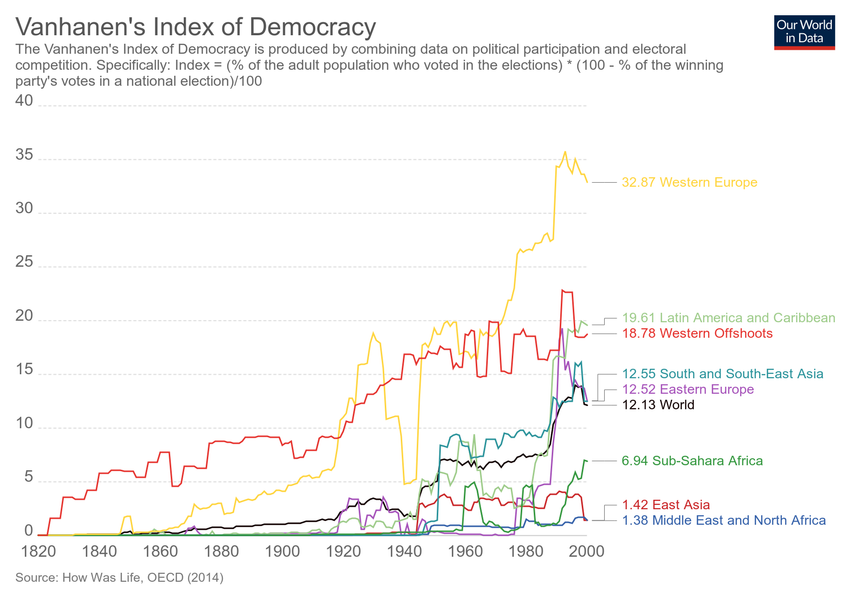 Vanhanen's Index of Democracy
Our World
in Data
The Vanhanen's Index of Democracy is produced by combining data on political participation and electoral
competition. Specifically: Index = (% of the adult population who voted in the elections) * (100 - % of the winning
party's votes in a national election)/100
40
35
30
25
20
15
10
5
0
32.87 Western Europe
19.61 Latin America and Caribbean
18.78 Western Offshoots
12.55 South and South-East Asia
12.52 Eastern Europe
12.13 World
6.94 Sub-Sahara Africa
1.42 East Asia
1.38 Middle East and North Africa
1820 1840 1860 1880 1900 1920 1940 1960 1980 2000
Source: How Was Life, OECD (2014)